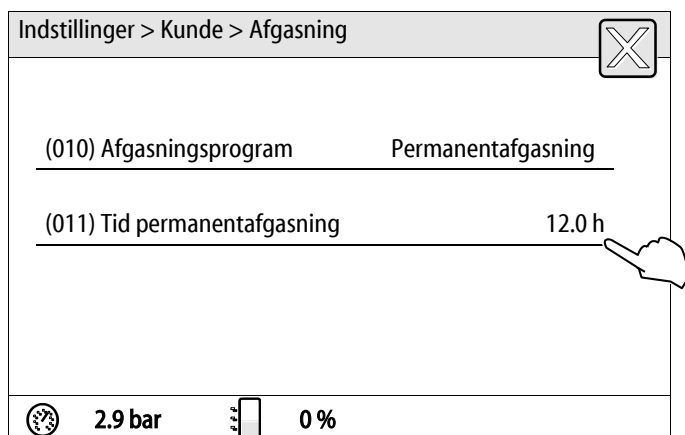 Indstillinger > Kunde > Afgasning
(010) Afgasningsprogram Permanentafgasning
(011) Tid permanentafgasning 12.0 h
2.9 bar 0 %